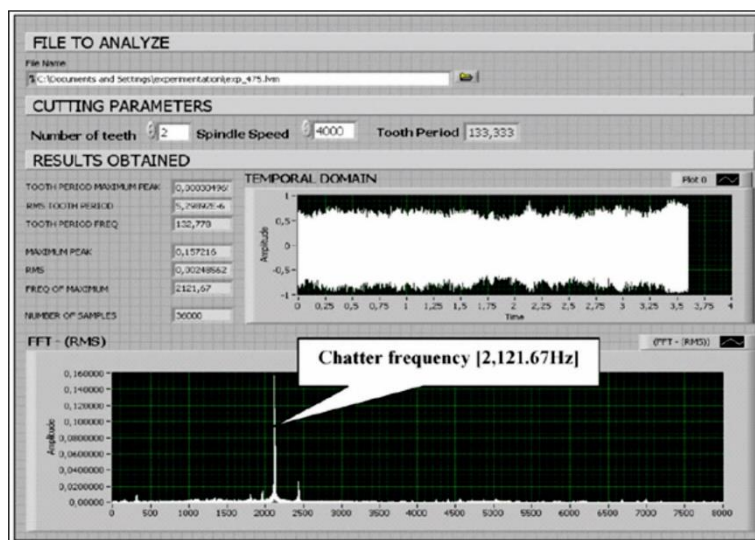 FILE TO ANALYZE
File Name
C:\Documents and Settings\experimentation\exp_475.lvm
CUTTING PARAMETERS
Number of teeth 2 Spindle Speed 4000 Tooth Period 133,333
RESULTS OBTAINED
TOOTH PERIOD MAXIMUM PEAK
RMS TOOTH PERIOD 5,29892E-6
TOOTH PERIOD FREQ 132,778
MAXIMUM PEAK 0,157216
RMS 0,00248562
FREQ OF MAXIMUM 2121,67
NUMBER OF SAMPLES 36000
TEMPORAL DOMAIN Plot 0
Amplitude
1
0,5
0
-0,5
-1
0 0,25 0,5 0,75 1 1,25 1,5 1,75 2 2,25 2,5 2,75 3 3,25 3,5 3,75 4
Time
FFT - (RMS) (FFT - (RMS))
Chatter frequency [2,121.67Hz]
Amplitude
0,160000
0,140000
0,120000
0,100000
0,0800000
0,0600000
0,0400000
0,0200000
0,00000
0 500 1000 1500 2000 2500 3000 3500 4000 4500 5000 5500 6000 6500 7000 7500 8000